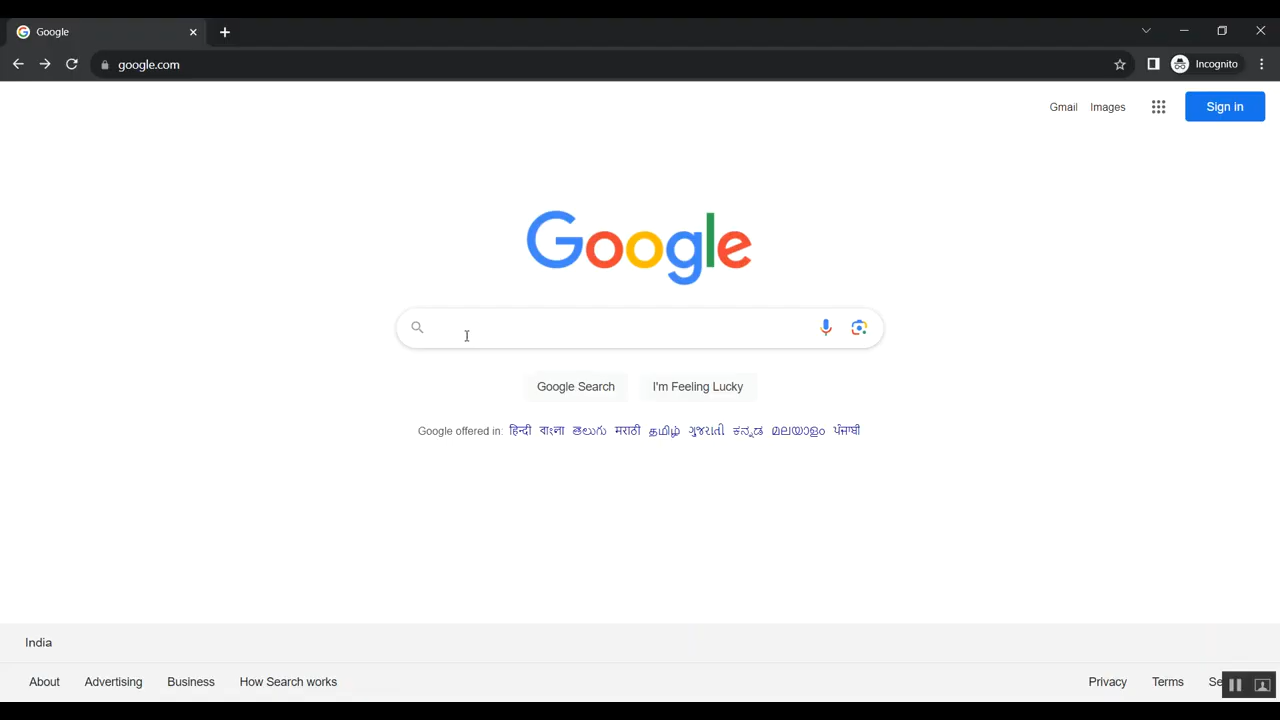 Google
google.com
Incognito
Gmail Images
Sign in
Google
Google Search I'm Feeling Lucky
Google offered in: हिन्दी বাংলা తెలుగు मराठी தமிழ் ગુજરાતી ಕನ್ನಡ മലയാളം ਪੰਜਾਬੀ
India
About Advertising Business How Search works
Privacy Terms